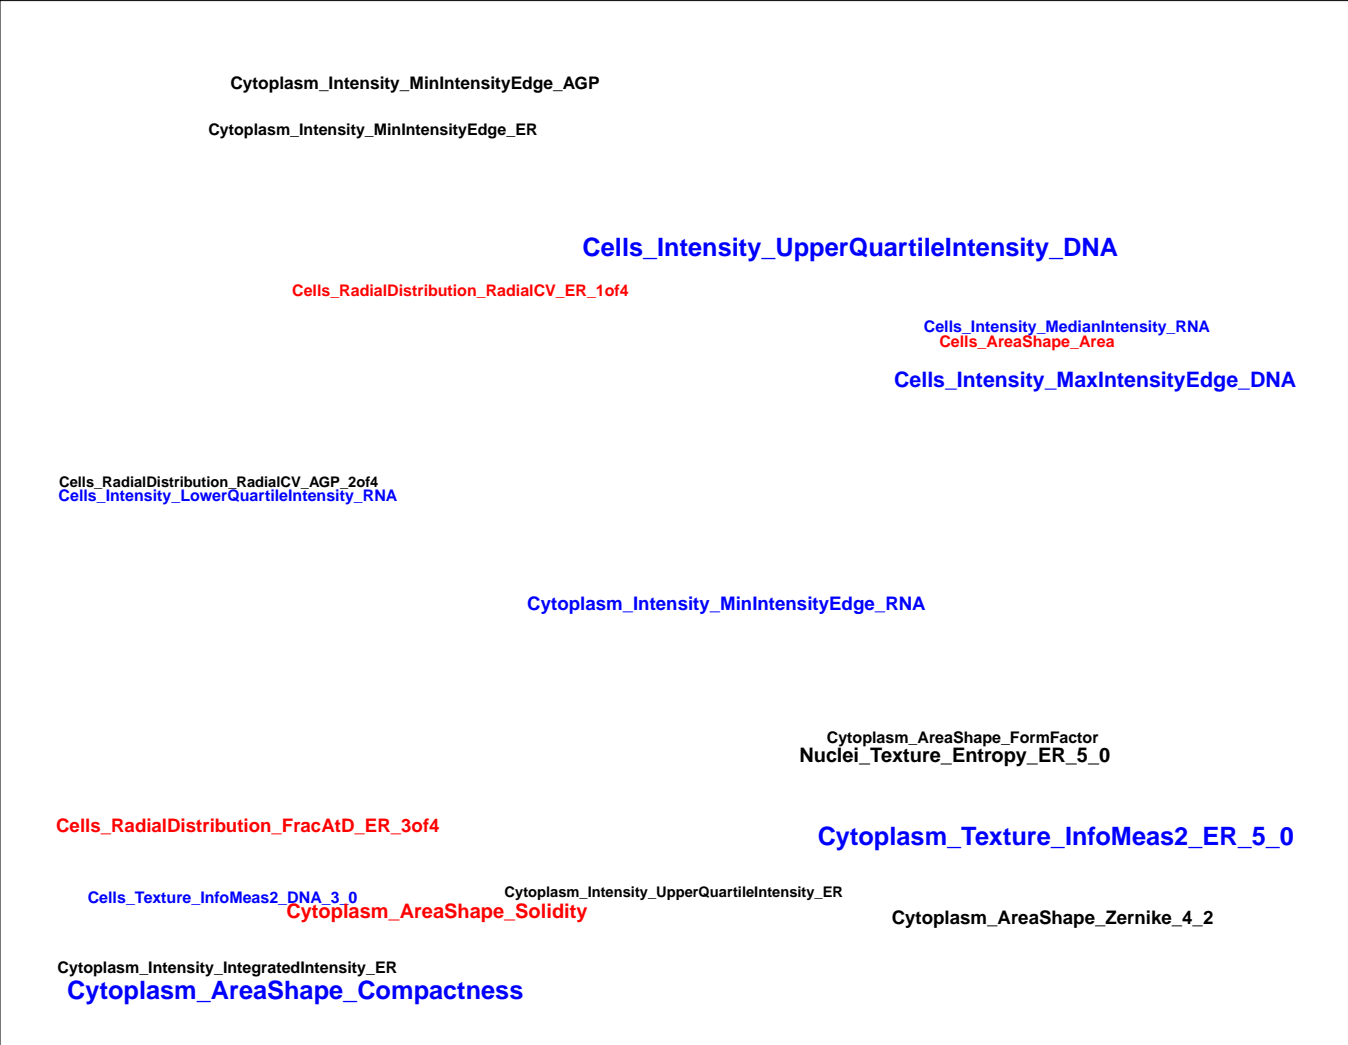 Cytoplasm_Intensity_MinIntensityEdge_AGP
Cytoplasm_Intensity_MinIntensityEdge_ER
Cells_Intensity_UpperQuartileIntensity_DNA
Cells_RadialDistribution_RadialCV_ER_1of4
Cells_Intensity_MedianIntensity_RNA
Cells_AreaShape_Area
Cells_Intensity_MaxIntensityEdge_DNA
Cells_RadialDistribution_RadialCV_AGP_2of4
Cells_Intensity_LowerQuartileIntensity_RNA
Cytoplasm_Intensity_MinIntensityEdge_RNA
Cytoplasm_AreaShape_FormFactor
Nuclei_Texture_Entropy_ER_5_0
Cells_RadialDistribution_FracAtD_ER_3of4
Cytoplasm_Texture_InfoMeas2_ER_5_0
Cytoplasm_Intensity_UpperQuartileIntensity_ER
Cells_Texture_InfoMeas2_DNA_3_0
Cytoplasm_AreaShape_Solidity
Cytoplasm_AreaShape_Zernike_4_2
Cytoplasm_Intensity_IntegratedIntensity_ER
Cytoplasm_AreaShape_Compactness